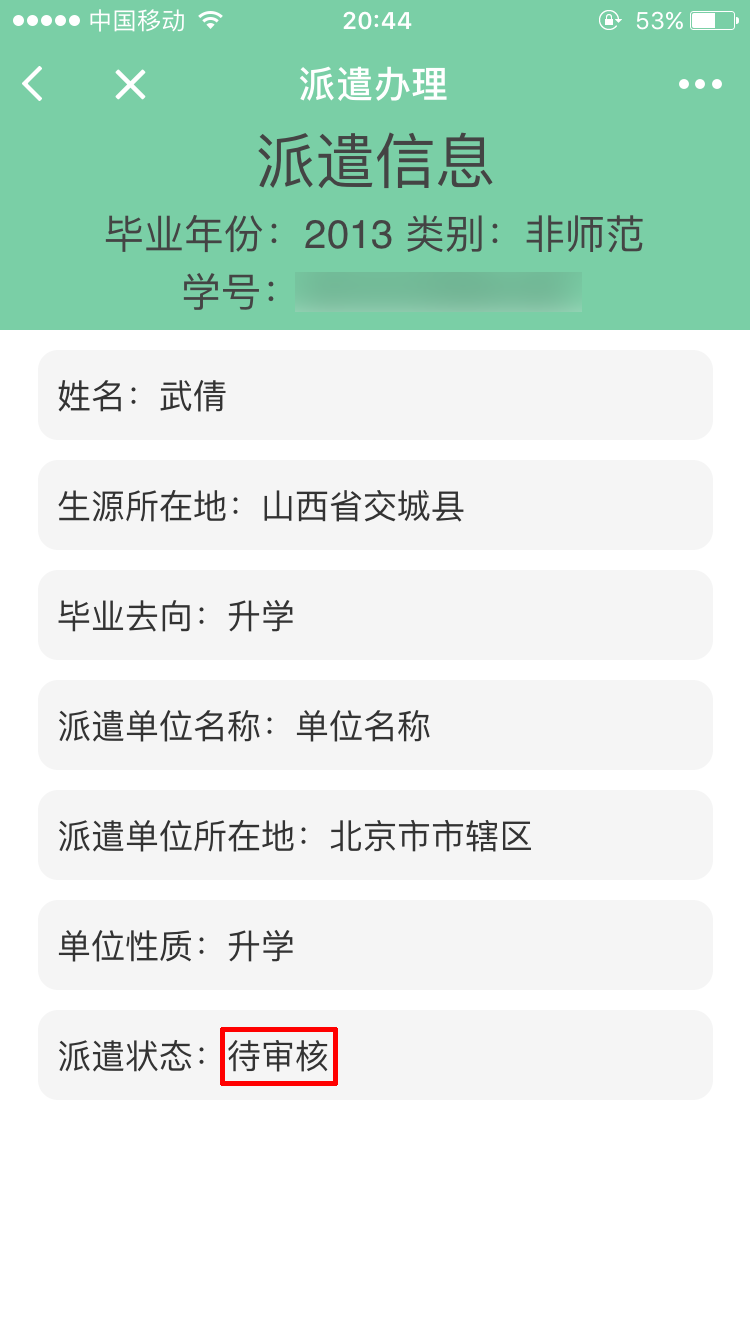 中国移动 20:44 53%
派遣办理
派遣信息
毕业年份：2013 类别：非师范
学号：
姓名：武倩
生源所在地：山西省交城县
毕业去向：升学
派遣单位名称：单位名称
派遣单位所在地：北京市市辖区
单位性质：升学
派遣状态：待审核